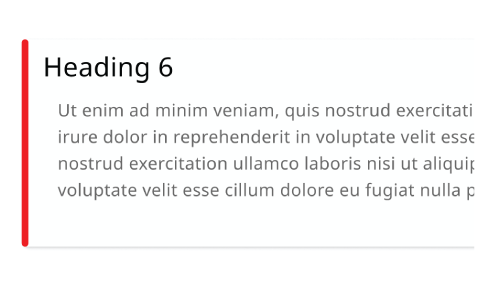 Heading 6
Ut enim ad minim veniam, quis nostrud exercitati
irure dolor in reprehenderit in voluptate velit esse
nostrud exercitation ullamco laboris nisi ut aliquip
voluptate velit esse cillum dolore eu fugiat nulla p